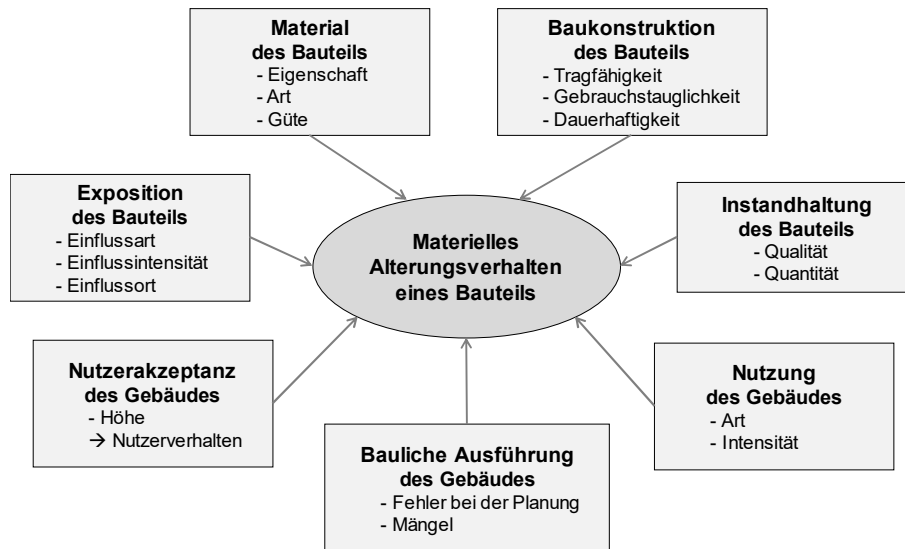 Material
des Bauteils
- Eigenschaft
- Art
- Güte
Baukonstruktion
des Bauteils
- Tragfähigkeit
- Gebrauchstauglichkeit
- Dauerhaftigkeit
Exposition
des Bauteils
- Einflussart
- Einflussintensität
- Einflussort
Materielles
Alterungsverhalten
eines Bauteils
Instandhaltung
des Bauteils
- Qualität
- Quantität
Nutzerakzeptanz
des Gebäudes
- Höhe
→ Nutzerverhalten
Bauliche Ausführung
des Gebäudes
- Fehler bei der Planung
- Mängel
Nutzung
des Gebäudes
- Art
- Intensität